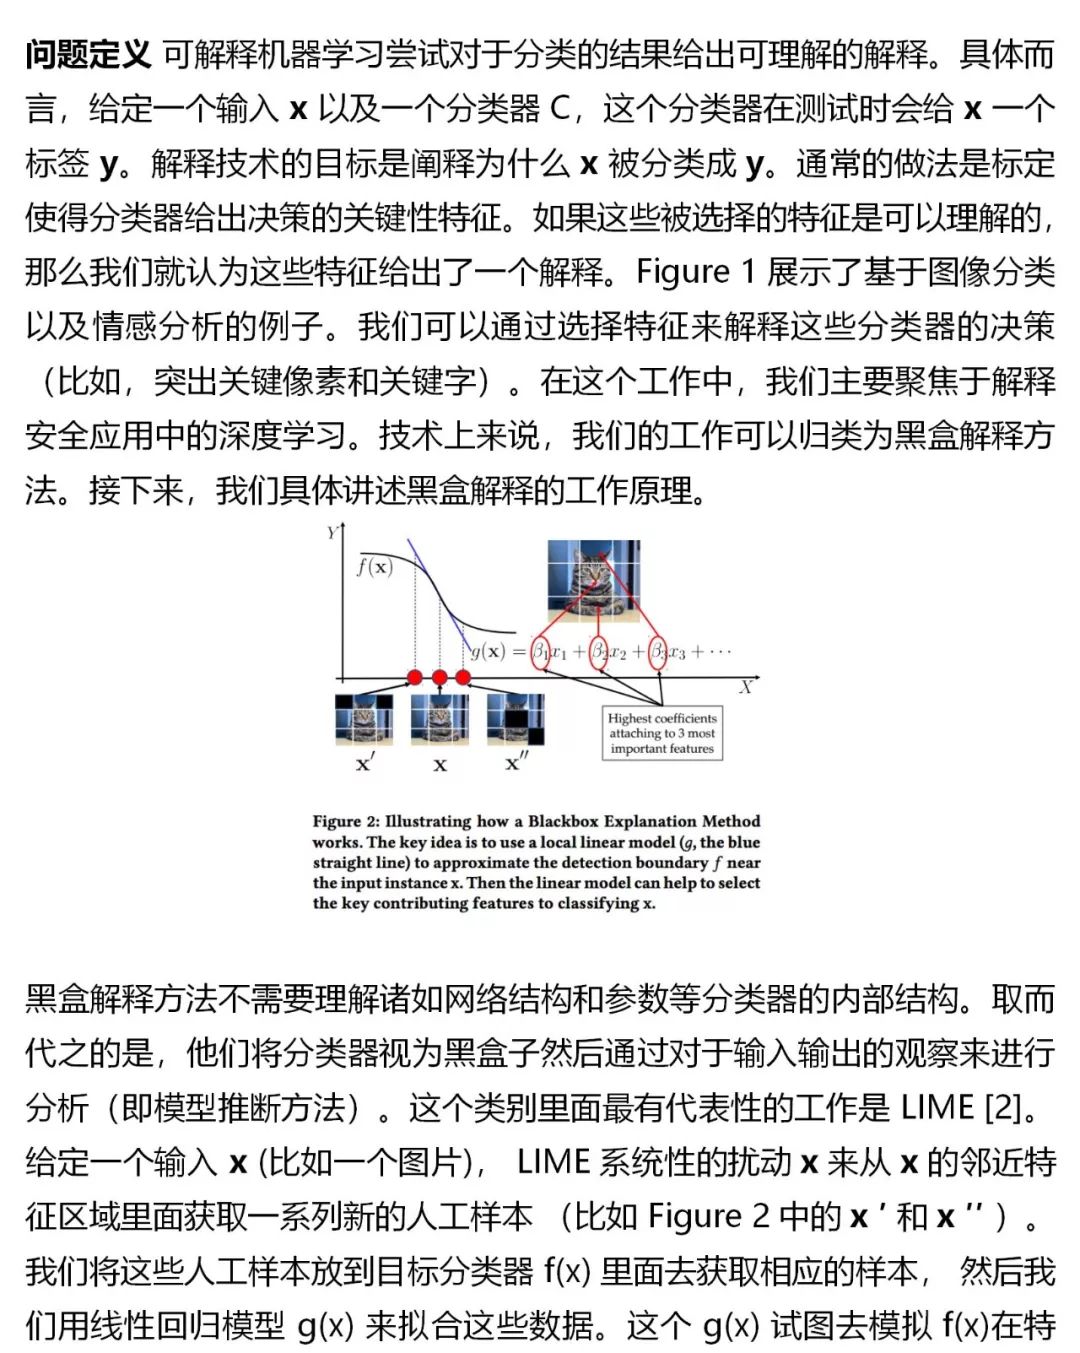 问题定义 可解释机器学习尝试对于分类的结果给出可理解的解释。具体而
言，给定一个输入 x 以及一个分类器 C，这个分类器在测试时会给 x 一个
标签 y。解释技术的目标是阐释为什么 x 被分类成 y。通常的做法是标定
使得分类器给出决策的关键性特征。如果这些被选择的特征是可以理解的，
那么我们就认为这些特征给出了一个解释。Figure 1 展示了基于图像分类
以及情感分析的例子。我们可以通过选择特征来解释这些分类器的决策
（比如，突出关键像素和关键字）。在这个工作中，我们主要聚焦于解释
安全应用中的深度学习。技术上来说，我们的工作可以归类为黑盒解释方
法。接下来，我们具体讲述黑盒解释的工作原理。
Y
f(x)
g(x) = β₁x₁ + β₂x₂ + β₃x₃ + ⋯
X
Highest coefficients
attaching to 3 most
important features
x′ x x″
Figure 2: Illustrating how a Blackbox Explanation Method
works. The key idea is to use a local linear model (g, the blue
straight line) to approximate the detection boundary f near
the input instance x. Then the linear model can help to select
the key contributing features to classifying x.
黑盒解释方法不需要理解诸如网络结构和参数等分类器的内部结构。取而
代之的是，他们将分类器视为黑盒子然后通过对于输入输出的观察来进行
分析（即模型推断方法）。这个类别里面最有代表性的工作是 LIME [2]。
给定一个输入 x (比如一个图片)， LIME 系统性的扰动 x 来从 x 的邻近特
征区域里面获取一系列新的人工样本 （比如 Figure 2 中的 x ′ 和 x ′′ ）。
我们将这些人工样本放到目标分类器 f(x) 里面去获取相应的样本， 然后我
们用线性回归模型 g(x) 来拟合这些数据。这个 g(x) 试图去模拟 f(x)在特